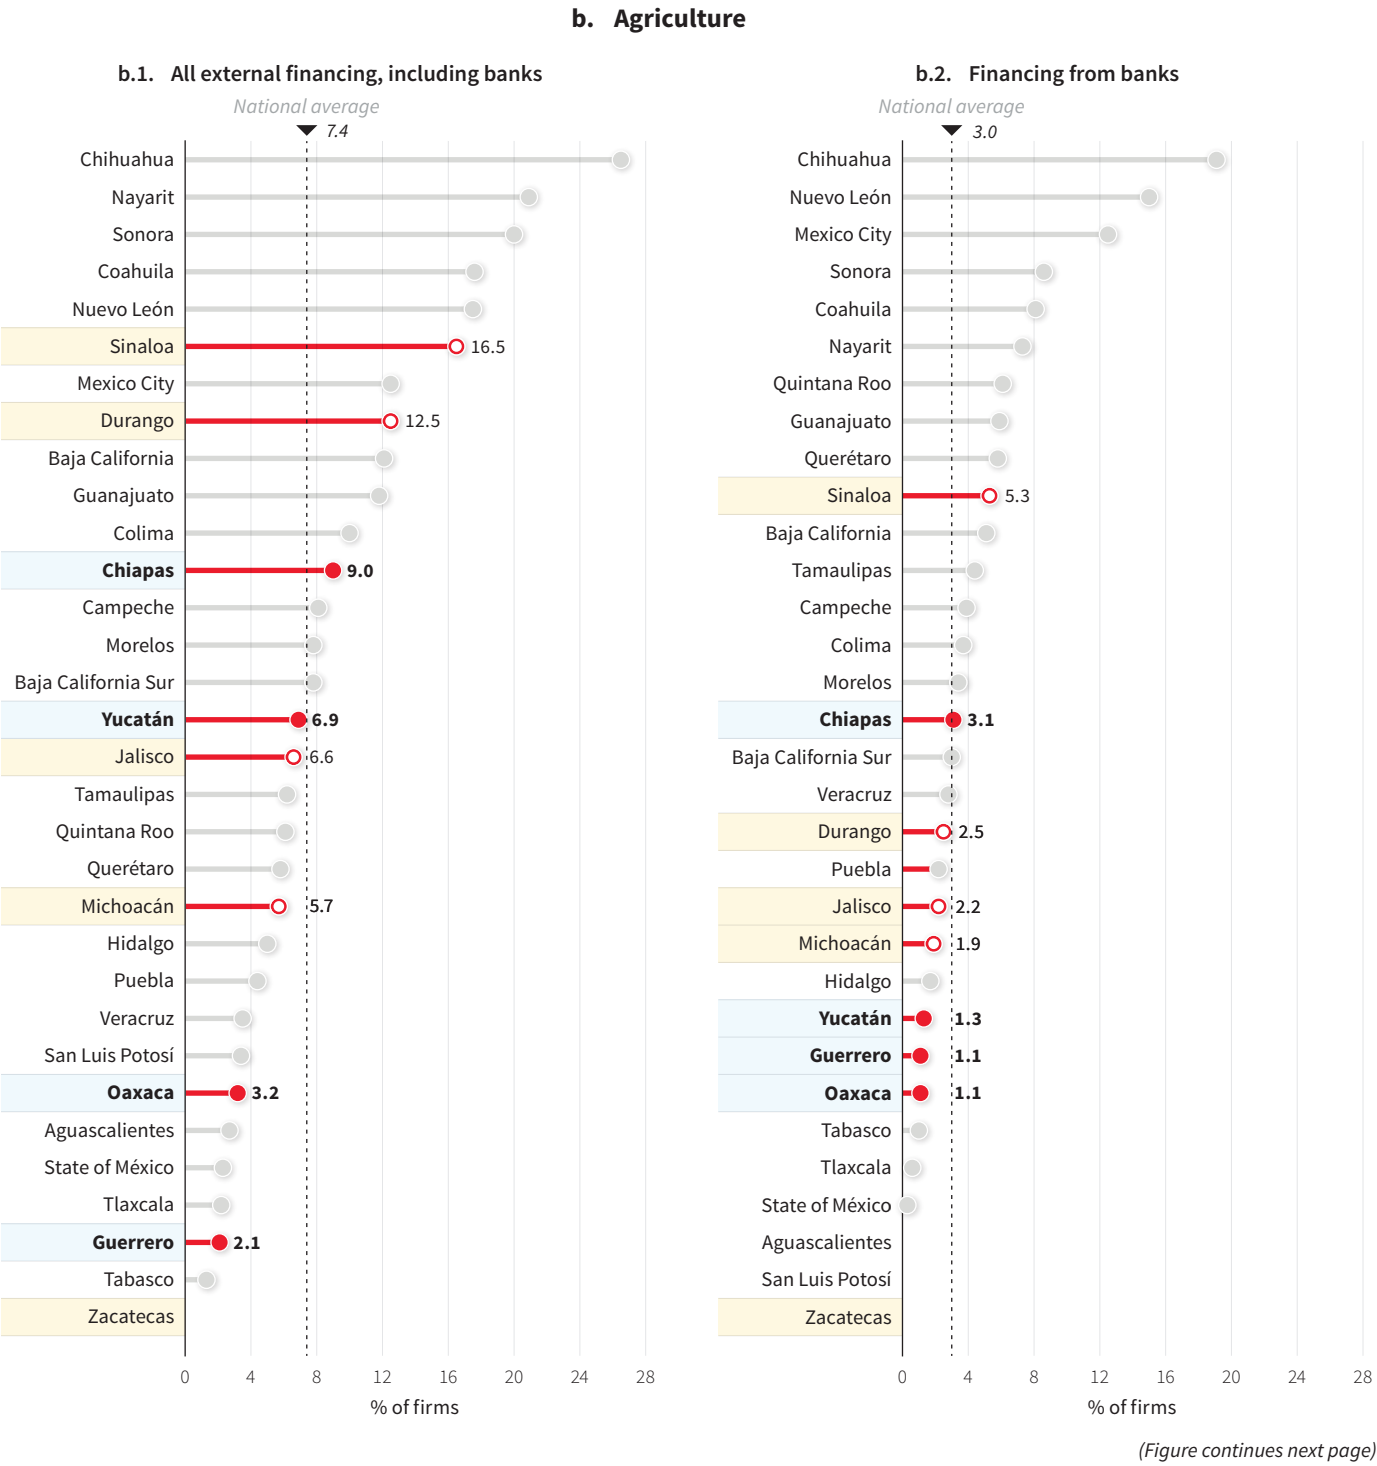 b. Agriculture
b.1. All external financing, including banks
National average
7.4
Chihuahua
Nayarit
Sonora
Coahuila
Nuevo León
Sinaloa 16.5
Mexico City
Durango 12.5
Baja California
Guanajuato
Colima
Chiapas 9.0
Campeche
Morelos
Baja California Sur
Yucatán 6.9
Jalisco 6.6
Tamaulipas
Quintana Roo
Querétaro
Michoacán 5.7
Hidalgo
Puebla
Veracruz
San Luis Potosí
Oaxaca 3.2
Aguascalientes
State of México
Tlaxcala
Guerrero 2.1
Tabasco
Zacatecas
0 4 8 12 16 20 24 28
% of firms
b.2. Financing from banks
National average
3.0
Chihuahua
Nuevo León
Mexico City
Sonora
Coahuila
Nayarit
Quintana Roo
Guanajuato
Querétaro
Sinaloa 5.3
Baja California
Tamaulipas
Campeche
Colima
Morelos
Chiapas 3.1
Baja California Sur
Veracruz
Durango 2.5
Puebla
Jalisco 2.2
Michoacán 1.9
Hidalgo
Yucatán 1.3
Guerrero 1.1
Oaxaca 1.1
Tabasco
Tlaxcala
State of México
Aguascalientes
San Luis Potosí
Zacatecas
0 4 8 12 16 20 24 28
% of firms
(Figure continues next page)